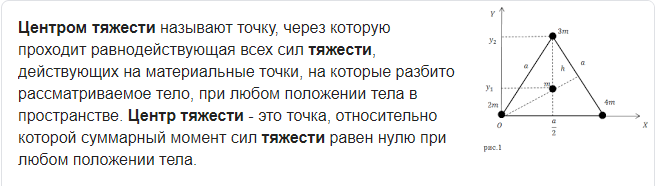 Центром тяжести называют точку, через которую
проходит равнодействующая всех сил тяжести,
действующих на материальные точки, на которые разбито
рассматриваемое тело, при любом положении тела в
пространстве. Центр тяжести - это точка, относительно
которой суммарный момент сил тяжести равен нулю при
любом положении тела.
Y
3m
y₂
a
h
a
y₁
m
2m
4m
O
a/2
X
рис.1